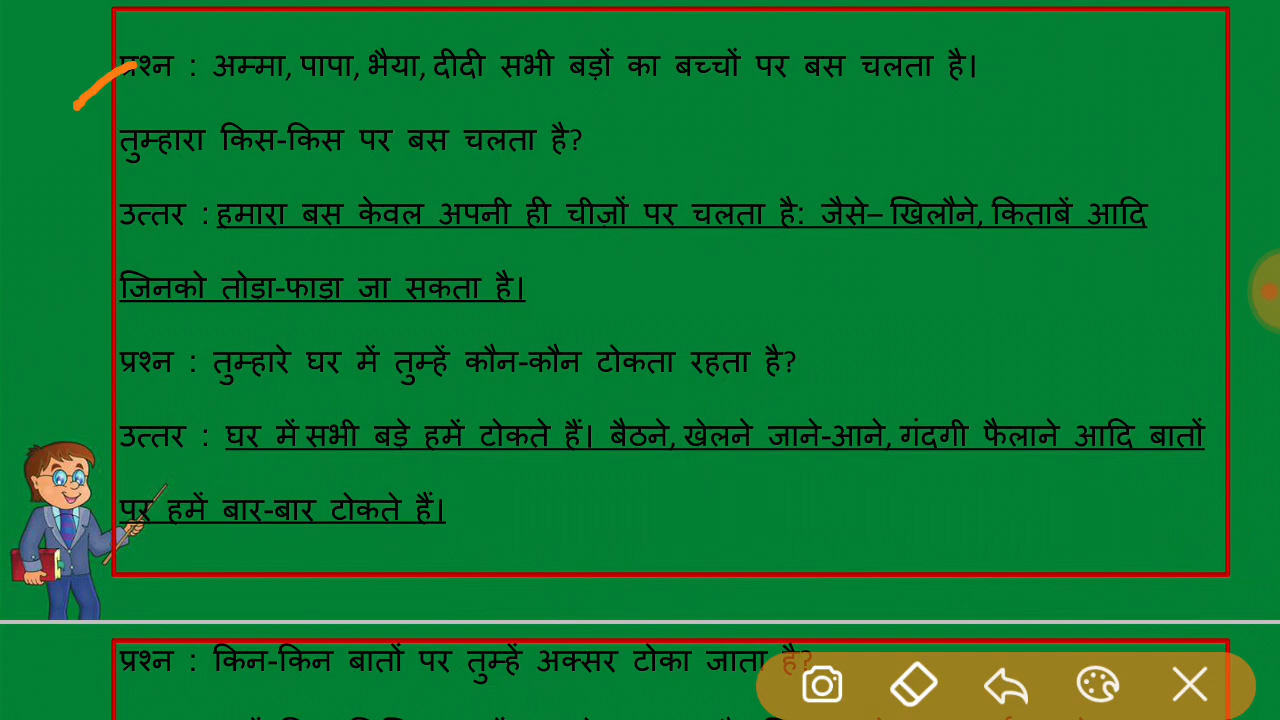 प्रश्न : अम्मा, पापा, भैया, दीदी सभी बड़ों का बच्चों पर बस चलता है।
तुम्हारा किस-किस पर बस चलता है?
उत्तर : हमारा बस केवल अपनी ही चीज़ों पर चलता है: जैसे– खिलौने, किताबें आदि
जिनको तोड़ा-फाड़ा जा सकता है।
प्रश्न : तुम्हारे घर में तुम्हें कौन-कौन टोकता रहता है?
उत्तर : घर में सभी बड़े हमें टोकते हैं। बैठने, खेलने जाने-आने, गंदगी फैलाने आदि बातों
पर हमें बार-बार टोकते हैं।
प्रश्न : किन-किन बातों पर तुम्हें अक्सर टोका जाता है?